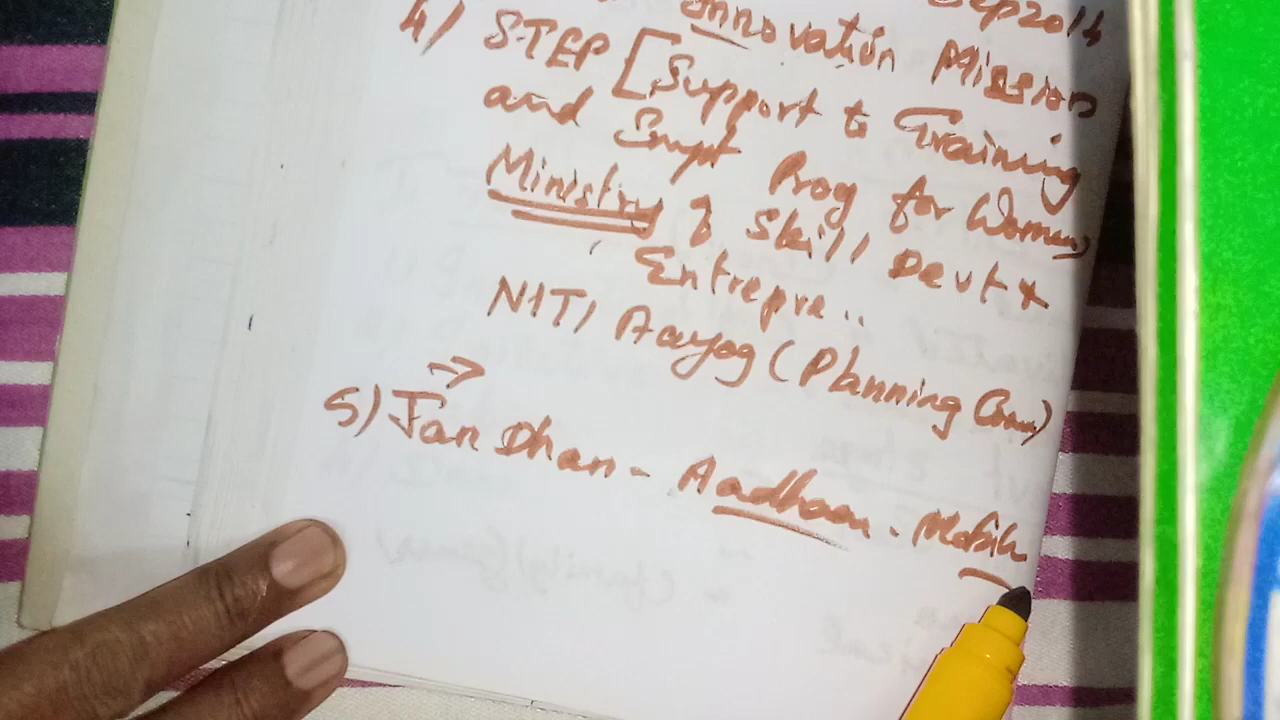 Sep2014
Innovation Mission
4) STEP [Support to Training
and Empt Prog for Women
Ministry of Skill Devt &
Entrepre..
NITI Aayog (Planning Com)
5) Jan Dhan - Aadhaar - Mobile